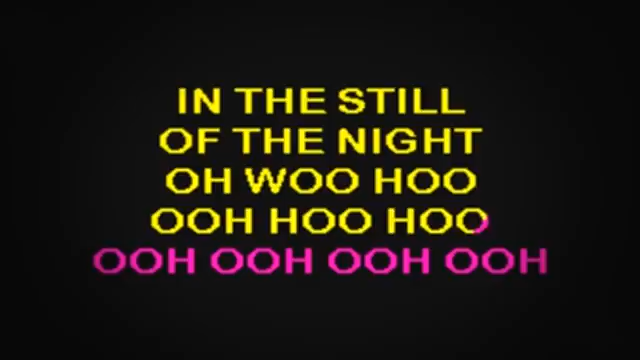 IN THE STILL
OF THE NIGHT
OH WOO HOO
OOH HOO HOO
OOH OOH OOH OOH